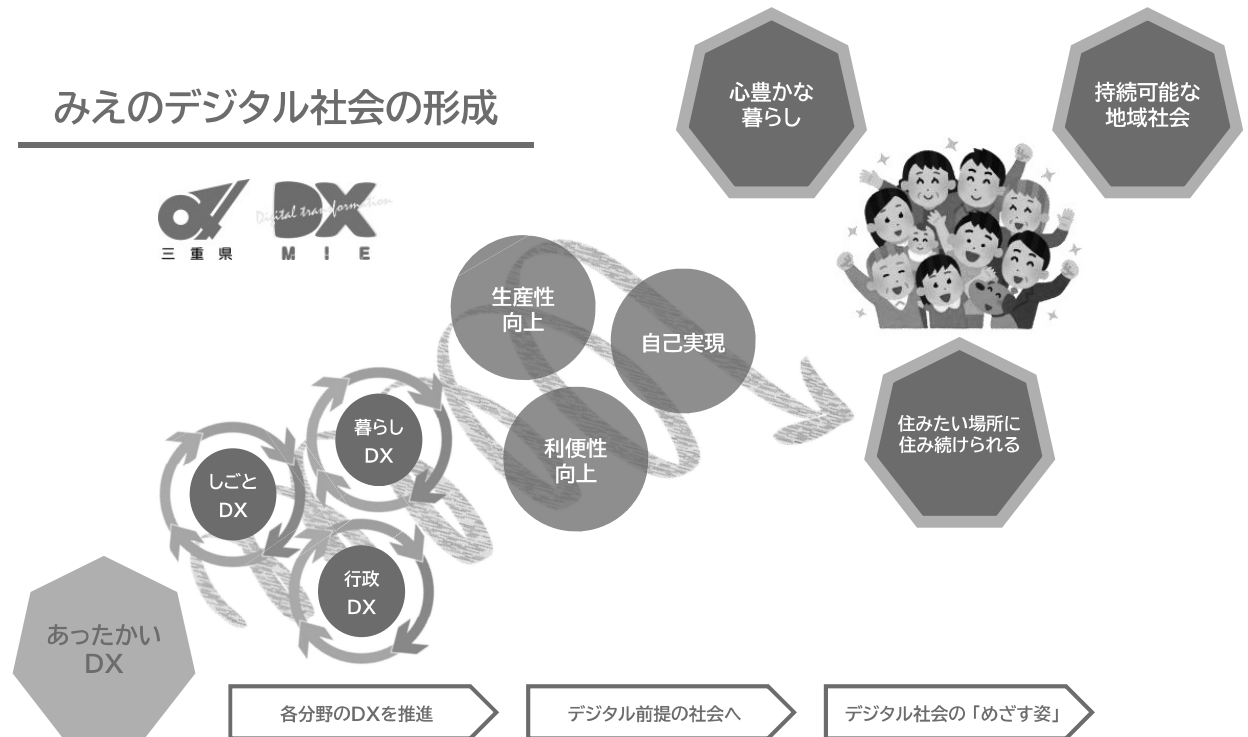 みえのデジタル社会の形成
三重県
DX
Digital transformation
MIE
心豊かな
暮らし
持続可能な
地域社会
住みたい場所に
住み続けられる
生産性
向上
自己実現
利便性
向上
暮らし
DX
しごと
DX
行政
DX
あったかい
DX
各分野のDXを推進
デジタル前提の社会へ
デジタル社会の「めざす姿」